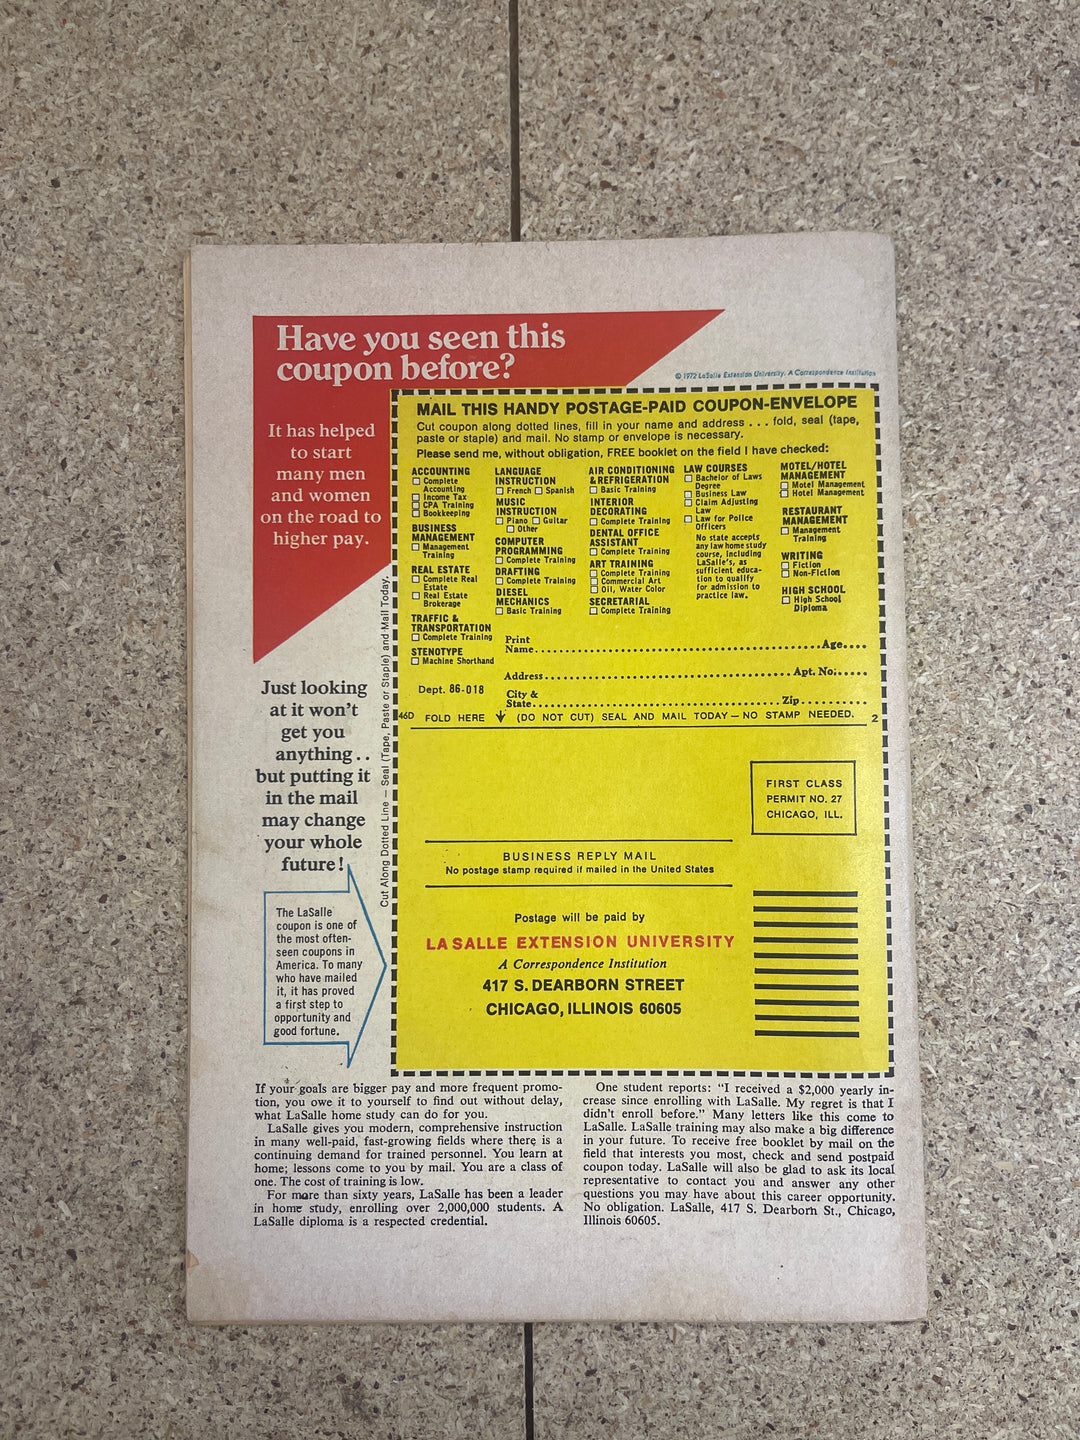 Have you seen this
coupon before?
© 1972 LaSalle Extension University. A Correspondence Institution
It has helped
to start
many men
and women
on the road to
higher pay.
Just looking
at it won't
get you
anything..
but putting it
in the mail
may change
your whole
future!
The LaSalle
coupon is one of
the most often-
seen coupons in
America. To many
who have mailed
it, it has proved
a first step to
opportunity and
good fortune.
Cut Along Dotted Line — Seal (Tape, Paste or Staple) and Mail Today.
MAIL THIS HANDY POSTAGE-PAID COUPON-ENVELOPE
Cut coupon along dotted lines, fill in your name and address . . . fold, seal (tape,
paste or staple) and mail. No stamp or envelope is necessary.
Please send me, without obligation, FREE booklet on the field I have checked:
ACCOUNTING
Complete
Accounting
Income Tax
CPA Training
Bookkeeping
BUSINESS
MANAGEMENT
Management
Training
REAL ESTATE
Complete Real
Estate
Real Estate
Brokerage
TRAFFIC &
TRANSPORTATION
Complete Training
STENOTYPE
Machine Shorthand
LANGUAGE
INSTRUCTION
French Spanish
MUSIC
INSTRUCTION
Piano Guitar
Other
COMPUTER
PROGRAMMING
Complete Training
DRAFTING
Complete Training
DIESEL
MECHANICS
Basic Training
AIR CONDITIONING
& REFRIGERATION
Basic Training
INTERIOR
DECORATING
Complete Training
DENTAL OFFICE
ASSISTANT
Complete Training
ART TRAINING
Complete Training
Commercial Art
Oil, Water Color
SECRETARIAL
Complete Training
LAW COURSES
Bachelor of Laws
Degree
Business Law
Claim Adjusting
Law
Law for Police
Officers
No state accepts
any law home study
course, including
LaSalle's, as
sufficient educa-
tion to qualify
for admission to
practice law.
MOTEL/HOTEL
MANAGEMENT
Motel Management
Hotel Management
RESTAURANT
MANAGEMENT
Management
Training
WRITING
Fiction
Non-Fiction
HIGH SCHOOL
High School
Diploma
Print
Name Age
Address Apt. No.
Dept. 86-018
City &
State Zip
46D FOLD HERE (DO NOT CUT) SEAL AND MAIL TODAY — NO STAMP NEEDED. 2
FIRST CLASS
PERMIT NO. 27
CHICAGO, ILL.
BUSINESS REPLY MAIL
No postage stamp required if mailed in the United States
Postage will be paid by
LA SALLE EXTENSION UNIVERSITY
A Correspondence Institution
417 S. DEARBORN STREET
CHICAGO, ILLINOIS 60605
If your goals are bigger pay and more frequent promo-
tion, you owe it to yourself to find out without delay,
what LaSalle home study can do for you.
LaSalle gives you modern, comprehensive instruction
in many well-paid, fast-growing fields where there is a
continuing demand for trained personnel. You learn at
home; lessons come to you by mail. You are a class of
one. The cost of training is low.
For more than sixty years, LaSalle has been a leader
in home study, enrolling over 2,000,000 students. A
LaSalle diploma is a respected credential.
One student reports: "I received a $2,000 yearly in-
crease since enrolling with LaSalle. My regret is that I
didn't enroll before." Many letters like this come to
LaSalle. LaSalle training may also make a big difference
in your future. To receive free booklet by mail on the
field that interests you most, check and send postpaid
coupon today. LaSalle will also be glad to ask its local
representative to contact you and answer any other
questions you may have about this career opportunity.
No obligation. LaSalle, 417 S. Dearborn St., Chicago,
Illinois 60605.